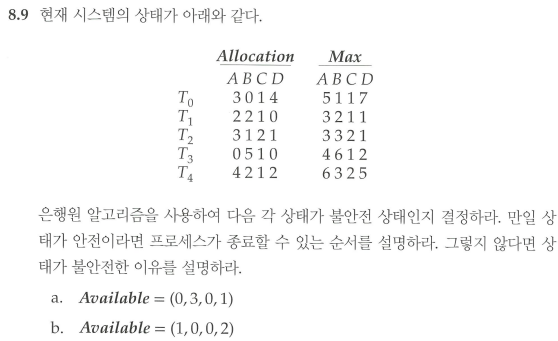 8.9 현재 시스템의 상태가 아래와 같다.
Allocation Max
A B C D A B C D
T0 3 0 1 4 5 1 1 7
T1 2 2 1 0 3 2 1 1
T2 3 1 2 1 3 3 2 1
T3 0 5 1 0 4 6 1 2
T4 4 2 1 2 6 3 2 5
은행원 알고리즘을 사용하여 다음 각 상태가 불안전 상태인지 결정하라. 만일 상
태가 안전이라면 프로세스가 종료할 수 있는 순서를 설명하라. 그렇지 않다면 상
태가 불안전한 이유를 설명하라.
a. Available = (0, 3, 0, 1)
b. Available = (1, 0, 0, 2)